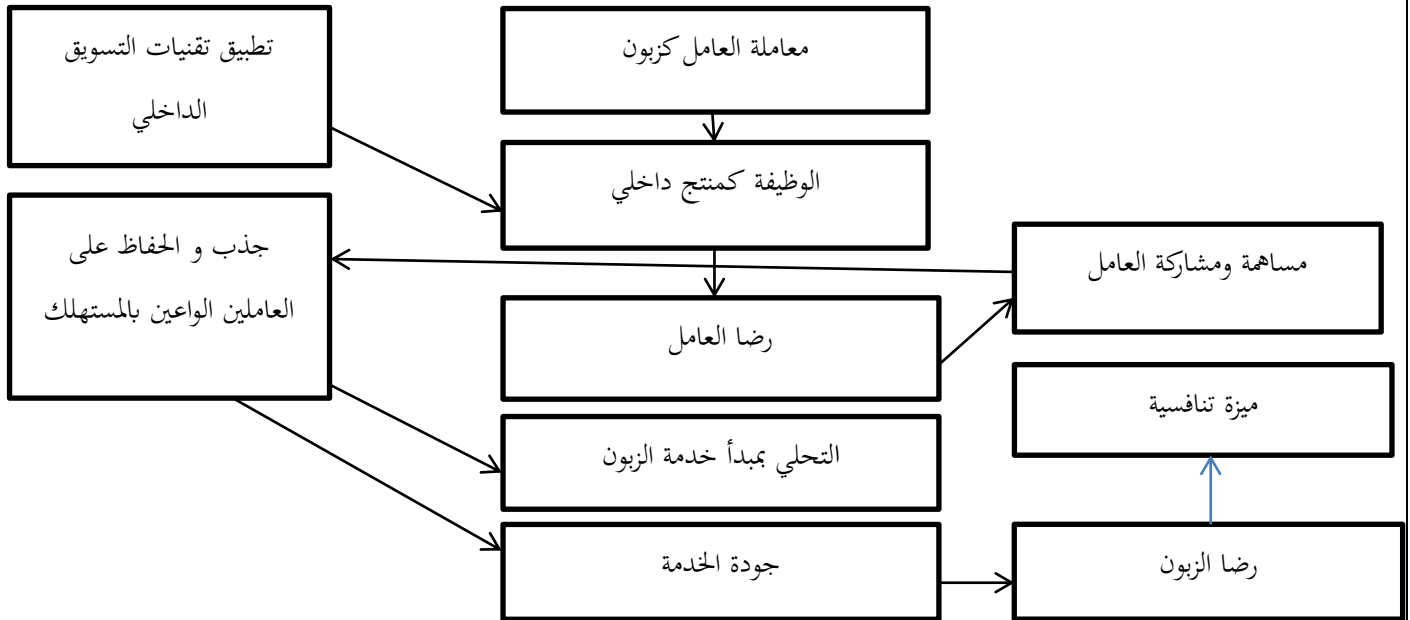 تطبيق تقنيات التسويق
الداخلي
معاملة العامل كزبون
الوظيفة كمنتج داخلي
جذب و الحفاظ على
العاملين الواعين بالمستهلك
مساهمة ومشاركة العامل
رضا العامل
ميزة تنافسية
التحلي بمبدأ خدمة الزبون
جودة الخدمة
رضا الزبون